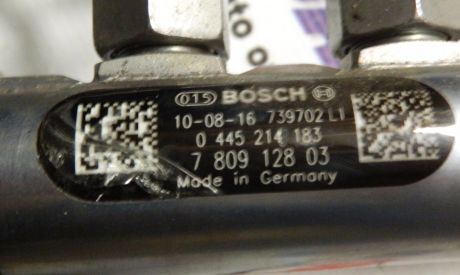 015 BOSCH
10-08-16 739702 L1
0 445 214 183
7 809 128 03
Made in Germany